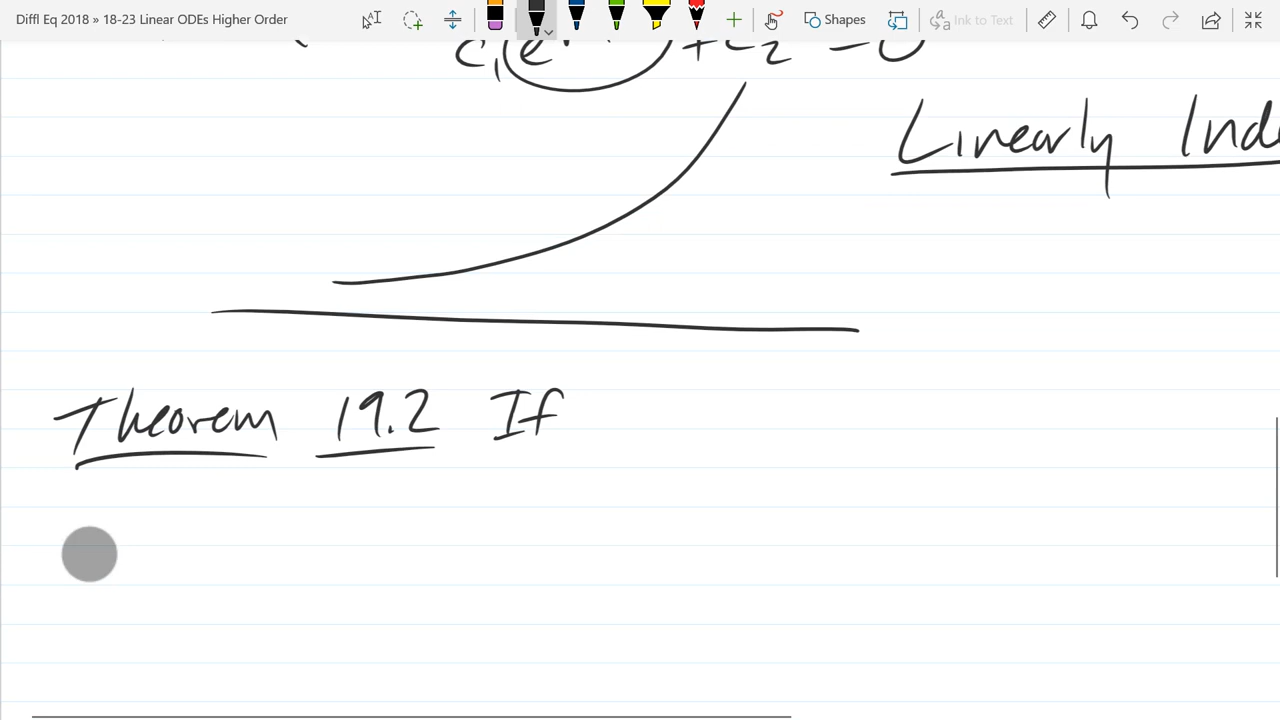 Diffl Eq 2018 » 18-23 Linear ODEs Higher Order
Shapes
Ink to Text
Linearly Ind
Theorem 19.2 If